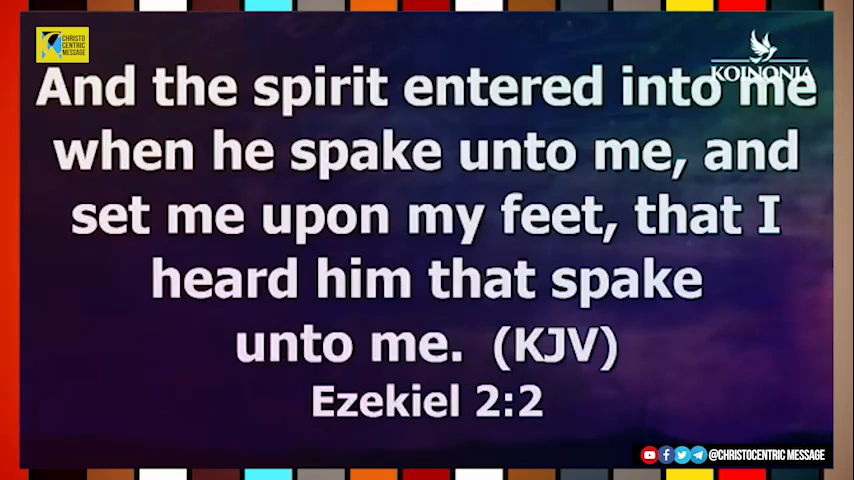 CHRISTO
CENTRIC
MESSAGE
KOINONIA
And the spirit entered into me
when he spake unto me, and
set me upon my feet, that I
heard him that spake
unto me. (KJV)
Ezekiel 2:2
@CHRISTOCENTRIC MESSAGE